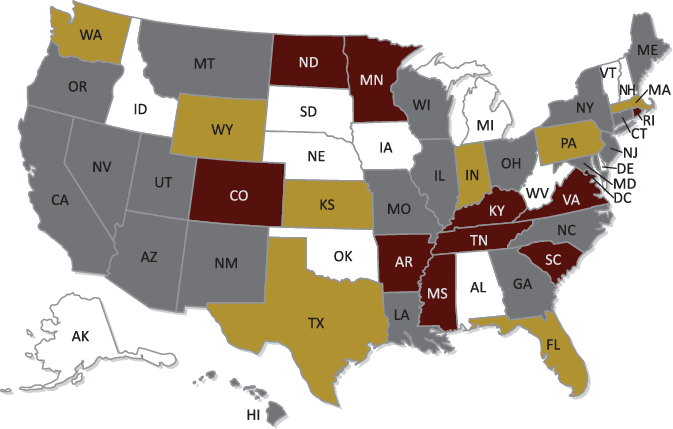 WA
ME
MT
ND
VT
OR
MN
NH
MA
ID
WI
NY
SD
RI
WY
MI
CT
IA
PA
NJ
NE
OH
DE
NV
IL
IN
MD
UT
WV
DC
CO
CA
KS
MO
KY
VA
NC
TN
AZ
NM
OK
AR
SC
MS
AL
GA
TX
LA
AK
FL
HI